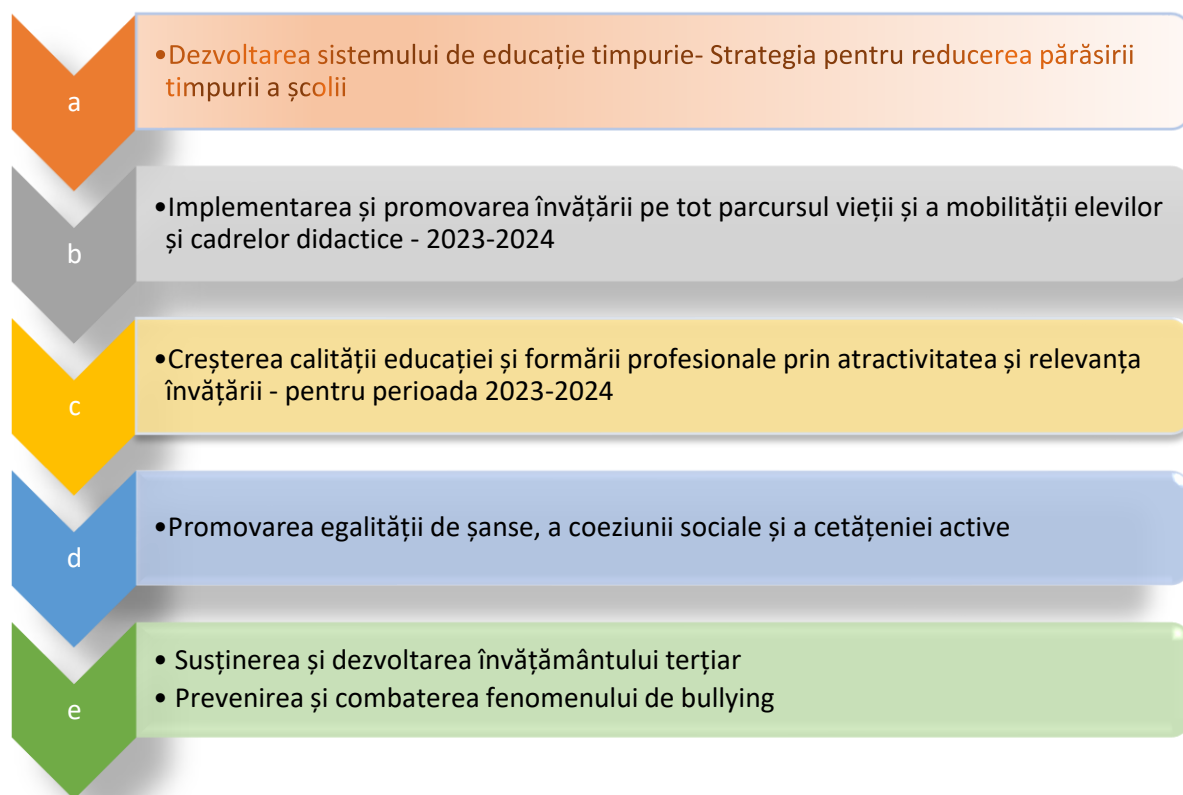 a
•Dezvoltarea sistemului de educație timpurie- Strategia pentru reducerea părăsirii
timpurii a școlii
b
•Implementarea și promovarea învățării pe tot parcursul vieții și a mobilității elevilor
și cadrelor didactice - 2023-2024
c
•Creșterea calității educației și formării profesionale prin atractivitatea și relevanța
învățării - pentru perioada 2023-2024
d
•Promovarea egalității de șanse, a coeziunii sociale și a cetățeniei active
e
• Susținerea și dezvoltarea învățământului terțiar
• Prevenirea și combaterea fenomenului de bullying